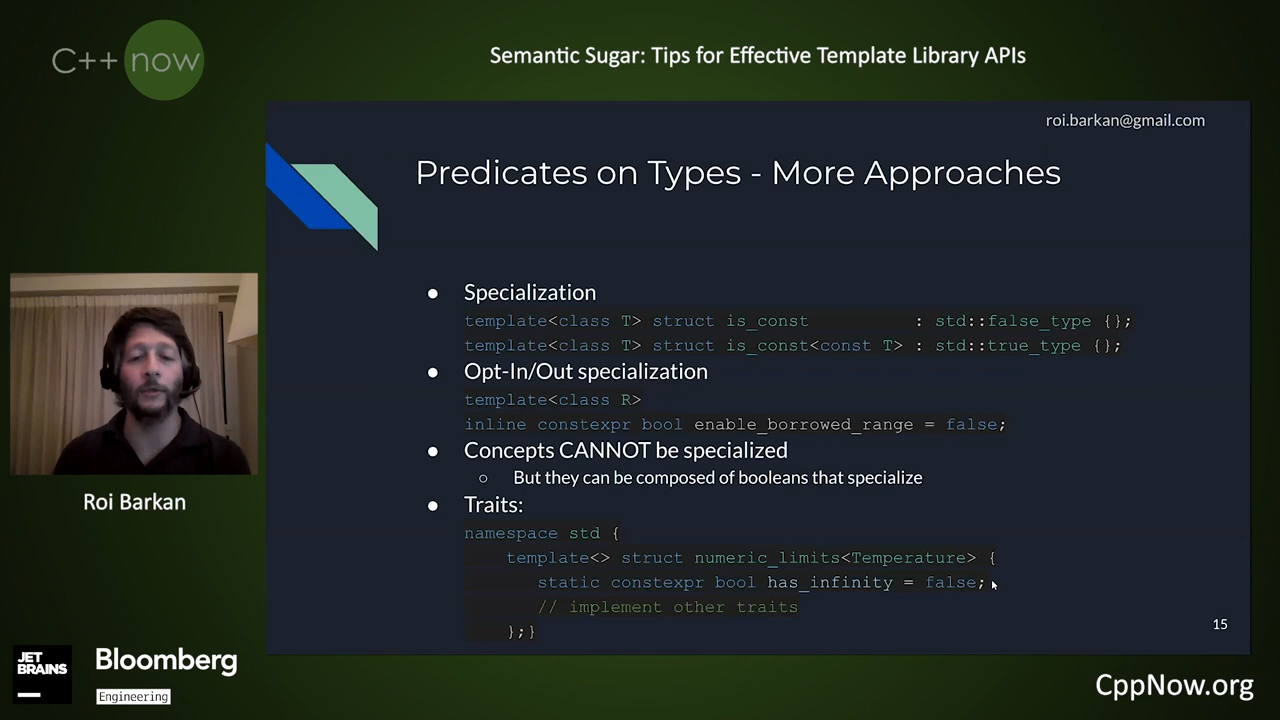 C++ now
Semantic Sugar: Tips for Effective Template Library APIs
roi.barkan@gmail.com
Predicates on Types - More Approaches
● Specialization
template<class T> struct is_const : std::false_type {};
template<class T> struct is_const<const T> : std::true_type {};
● Opt-In/Out specialization
template<class R>
inline constexpr bool enable_borrowed_range = false;
● Concepts CANNOT be specialized
○ But they can be composed of booleans that specialize
● Traits:
namespace std {
template<> struct numeric_limits<Temperature> {
static constexpr bool has_infinity = false;
// implement other traits
};}
15
Roi Barkan
JET
BRAINS
Bloomberg
Engineering
CppNow.org